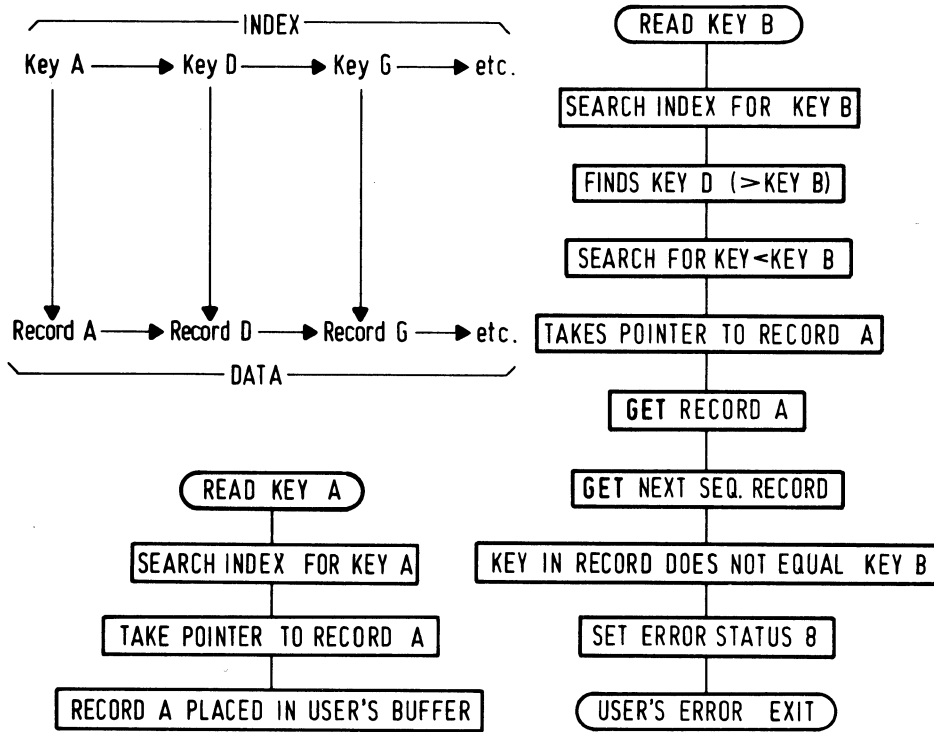 INDEX
Key A Key D Key G etc.
Record A Record D Record G etc.
DATA
READ KEY A
SEARCH INDEX FOR KEY A
TAKE POINTER TO RECORD A
RECORD A PLACED IN USER'S BUFFER
READ KEY B
SEARCH INDEX FOR KEY B
FINDS KEY D (>KEY B)
SEARCH FOR KEY<KEY B
TAKES POINTER TO RECORD A
GET RECORD A
GET NEXT SEQ. RECORD
KEY IN RECORD DOES NOT EQUAL KEY B
SET ERROR STATUS 8
USER'S ERROR EXIT